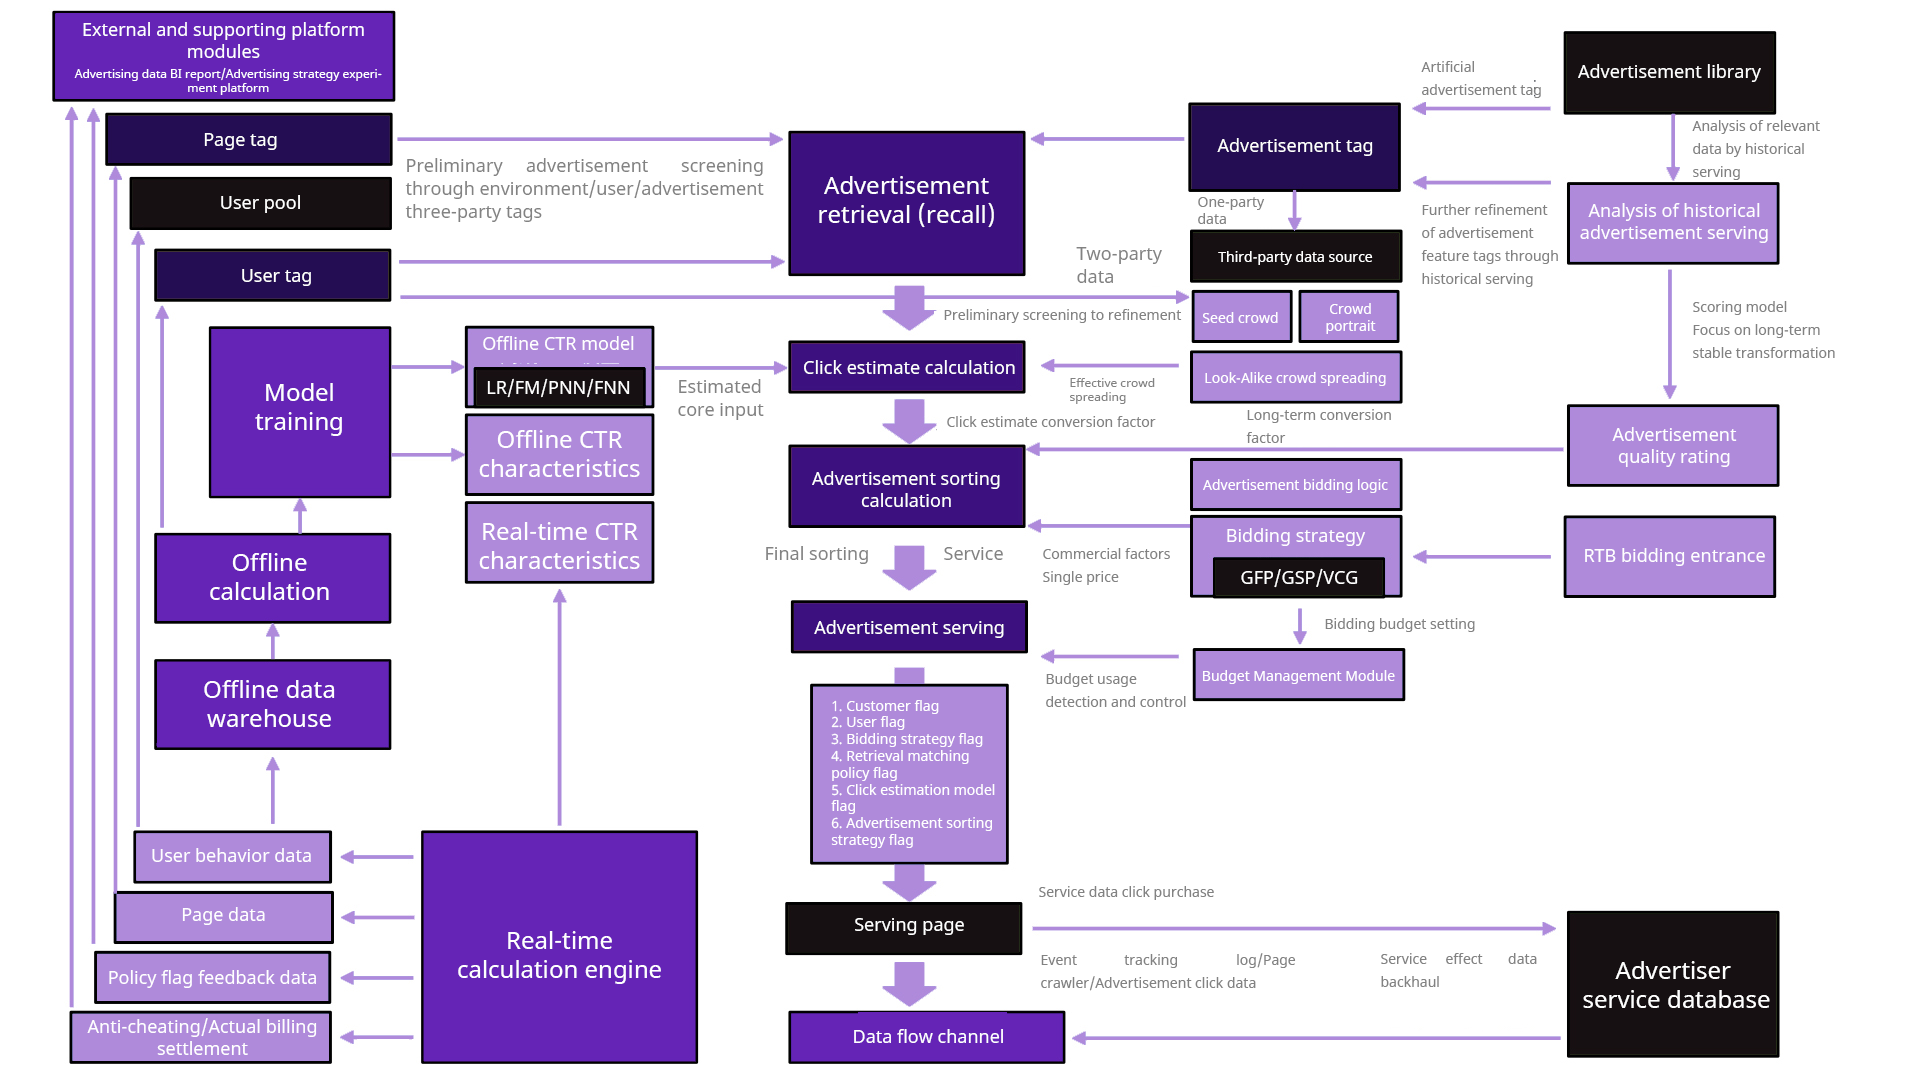 External and supporting platform
modules
Advertising data BI report/Advertising strategy experi-
ment platform
Page tag
User pool
User tag
Preliminary advertisement screening
through environment/user/advertisement
three-party tags
Model
training
Offline CTR model
LR/FM/PNN/FNN
Offline CTR
characteristics
Real-time CTR
characteristics
Estimated
core input
Offline
calculation
Offline data
warehouse
User behavior data
Page data
Policy flag feedback data
Anti-cheating/Actual billing
settlement
Real-time
calculation engine
Advertisement
retrieval (recall)
Preliminary screening to refinement
Click estimate calculation
Click estimate conversion factor
Advertisement sorting
calculation
Final sorting
Service
Advertisement serving
1. Customer flag
2. User flag
3. Bidding strategy flag
4. Retrieval matching
policy flag
5. Click estimation model
flag
6. Advertisement sorting
strategy flag
Serving page
Data flow channel
Advertisement tag
One-party
data
Two-party
data
Third-party data source
Seed crowd
Crowd
portrait
Look-Alike crowd spreading
Effective crowd
spreading
Long-term conversion
factor
Advertisement bidding logic
Bidding strategy
GFP/GSP/VCG
Commercial factors
Single price
Bidding budget setting
Budget Management Module
Budget usage
detection and control
Artificial
advertisement tag
Advertisement library
Analysis of relevant
data by historical
serving
Analysis of historical
advertisement serving
Further refinement
of advertisement
feature tags through
historical serving
Scoring model
Focus on long-term
stable transformation
Advertisement
quality rating
RTB bidding entrance
Service data click purchase
Event tracking log/Page
crawler/Advertisement click data
Service effect data
backhaul
Advertiser
service database